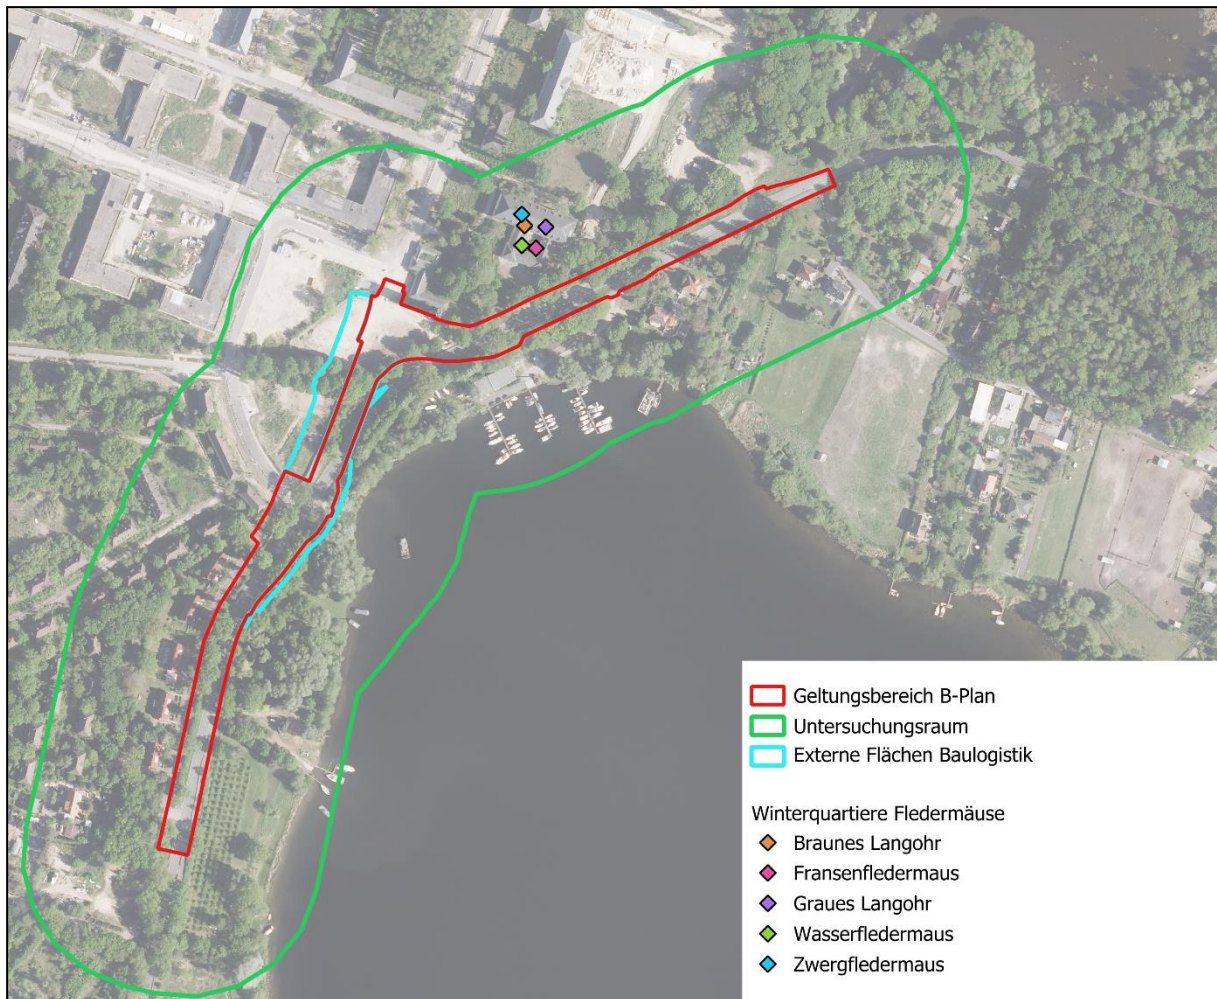 Geltungsbereich B-Plan
Untersuchungsraum
Externe Flächen Baulogistik
Winterquartiere Fledermäuse
Braunes Langohr
Fransenfledermaus
Graues Langohr
Wasserfledermaus
Zwergfledermaus